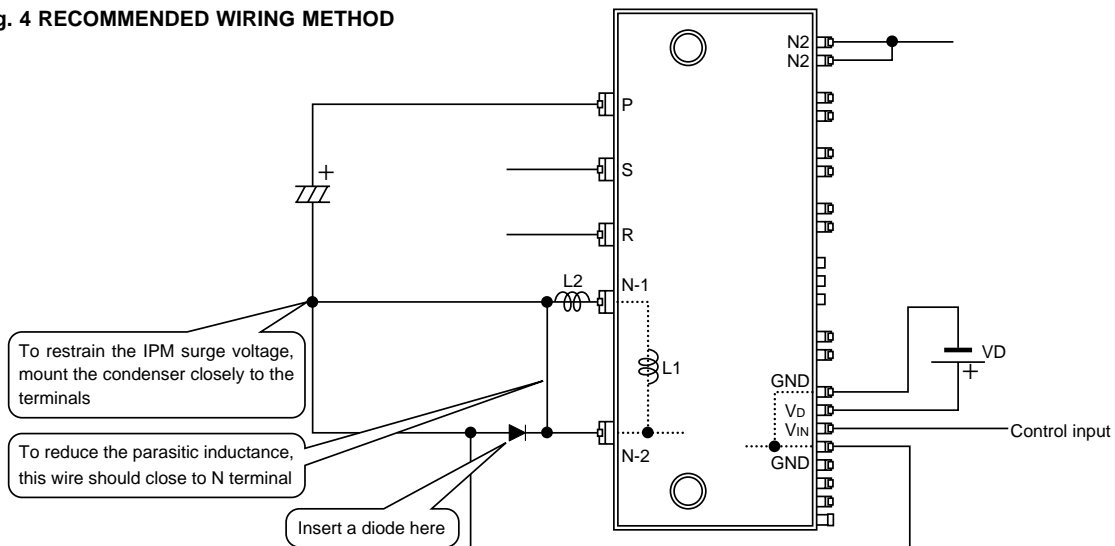 g. 4 RECOMMENDED WIRING METHOD
N2
N2
P
+
S
R
L2
N-1
To restrain the IPM surge voltage,
mount the condenser closely to the
terminals
L1
VD
+
GND
VD
VIN
Control input
GND
To reduce the parasitic inductance,
this wire should close to N terminal
N-2
Insert a diode here